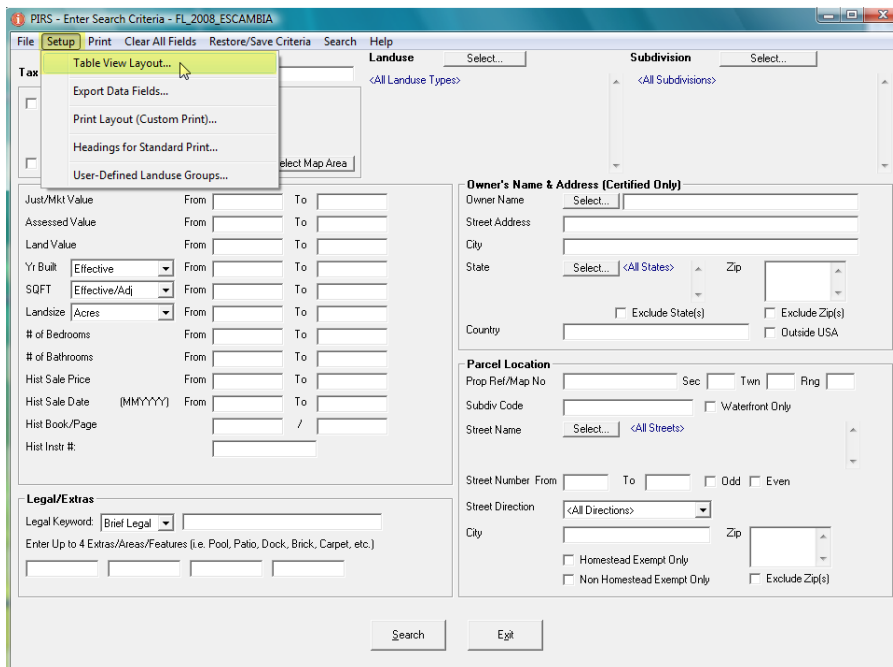 PIRS - Enter Search Criteria - FL_2008_ESCAMBIA
File Setup Print Clear All Fields Restore/Save Criteria Search Help
Table View Layout...
Export Data Fields...
Print Layout (Custom Print)...
Headings for Standard Print...
User-Defined Landuse Groups...
Tax
Landuse Select...
<All Landuse Types>
Subdivision Select...
<All Subdivisions>
elect Map Area
Just/Mkt Value From To
Assessed Value From To
Land Value From To
Yr Built Effective From To
SQFT Effective/Adj From To
Landsize Acres From To
# of Bedrooms From To
# of Bathrooms From To
Hist Sale Price From To
Hist Sale Date (MMYYYY) From To
Hist Book/Page /
Hist Instr #:
Legal/Extras
Legal Keyword: Brief Legal
Enter Up to 4 Extras/Areas/Features (i.e. Pool, Patio, Dock, Brick, Carpet, etc.)
Owner's Name & Address (Certified Only)
Owner Name Select...
Street Address
City
State Select... <All States> Zip
Exclude State(s) Exclude Zip(s)
Country Outside USA
Parcel Location
Prop Ref/Map No Sec Twn Rng
Subdiv Code Waterfront Only
Street Name Select... <All Streets>
Street Number From To Odd Even
Street Direction <All Directions>
City Zip
Homestead Exempt Only
Non Homestead Exempt Only Exclude Zip(s)
Search Exit